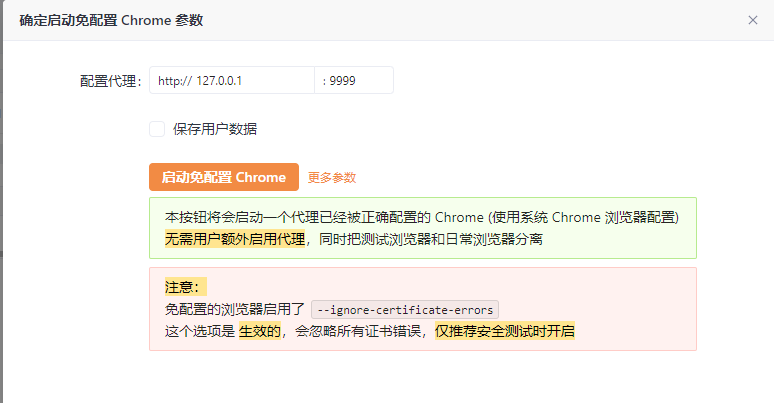 确定启动免配置 Chrome 参数
配置代理： http:// 127.0.0.1 : 9999
保存用户数据
启动免配置 Chrome 更多参数
本按钮将会启动一个代理已经被正确配置的 Chrome (使用系统 Chrome 浏览器配置)
无需用户额外启用代理，同时把测试浏览器和日常浏览器分离
注意：
免配置的浏览器启用了 --ignore-certificate-errors
这个选项是 生效的，会忽略所有证书错误，仅推荐安全测试时开启